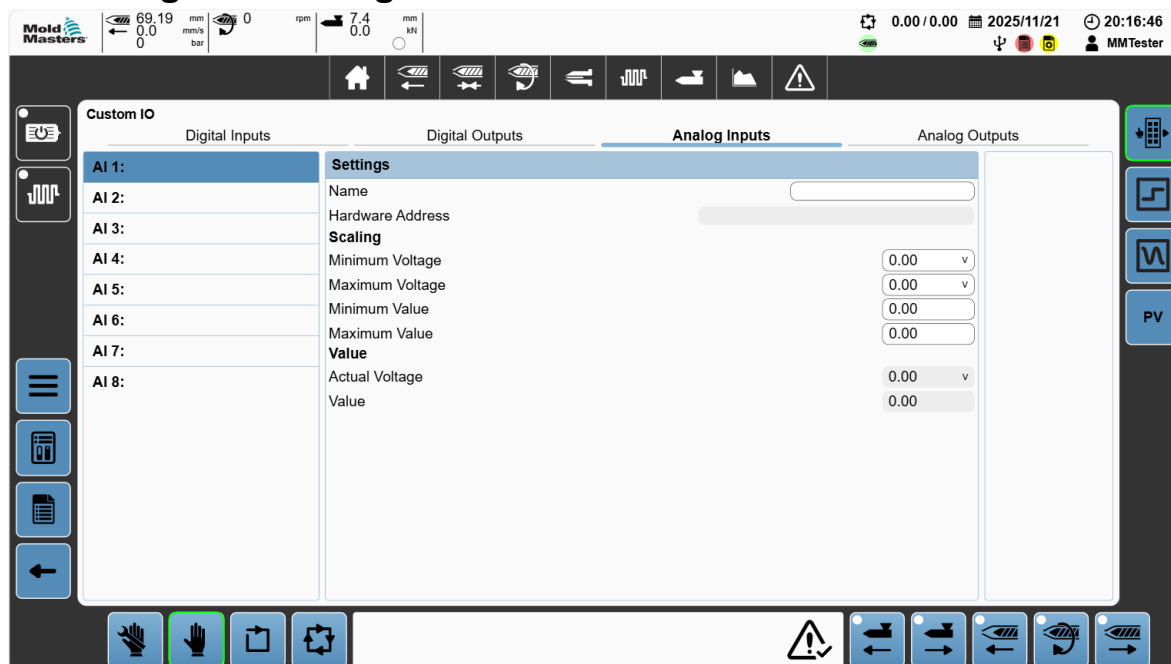 Mold Masters
69.19 mm
0.0 mm/s
0 bar
0 rpm
7.4 mm
0.0 kN
0.00 / 0.00
2025/11/21
20:16:46
MMTester
Custom IO
Digital Inputs
Digital Outputs
Analog Inputs
Analog Outputs
AI 1:
AI 2:
AI 3:
AI 4:
AI 5:
AI 6:
AI 7:
AI 8:
Settings
Name
Hardware Address
Scaling
Minimum Voltage 0.00 v
Maximum Voltage 0.00 v
Minimum Value 0.00
Maximum Value 0.00
Value
Actual Voltage 0.00 v
Value 0.00
PV